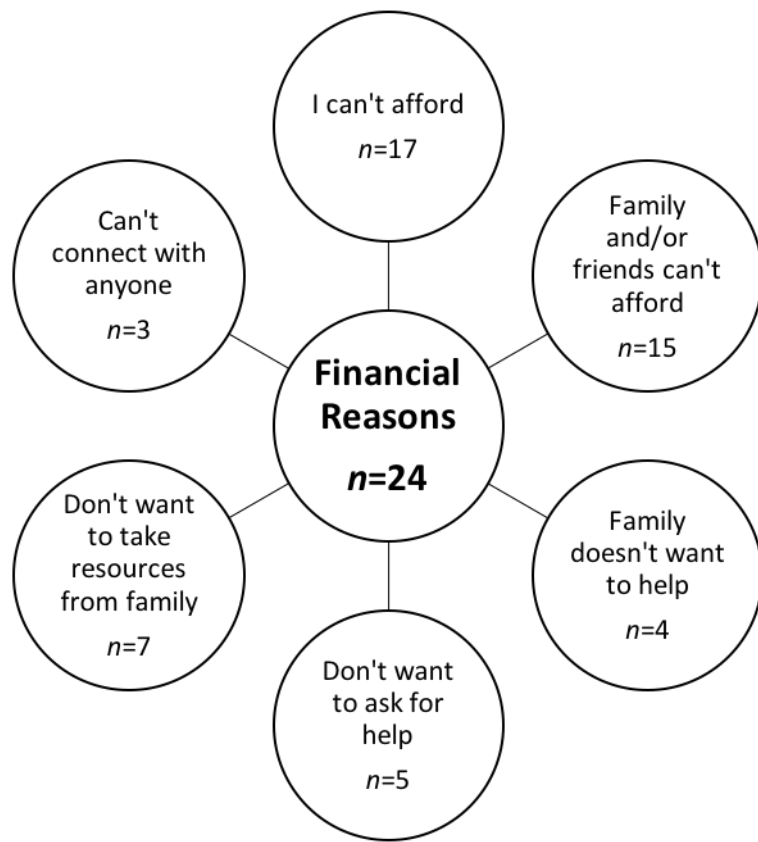 I can't afford
n=17
Family
and/or
friends can't
afford
n=15
Family
doesn't want
to help
n=4
Don't want
to ask for
help
n=5
Don't want
to take
resources
from family
n=7
Can't
connect with
anyone
n=3
Financial
Reasons
n=24